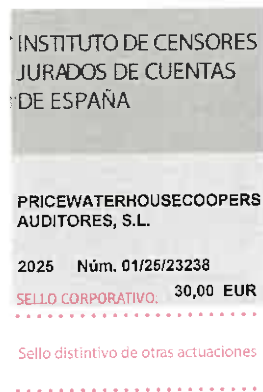 INSTITUTO DE CENSORES
JURADOS DE CUENTAS
DE ESPAÑA
PRICEWATERHOUSECOOPERS
AUDITORES, S.L.
2025 Núm. 01/25/23238
SELLO CORPORATIVO: 30,00 EUR
Sello distintivo de otras actuaciones